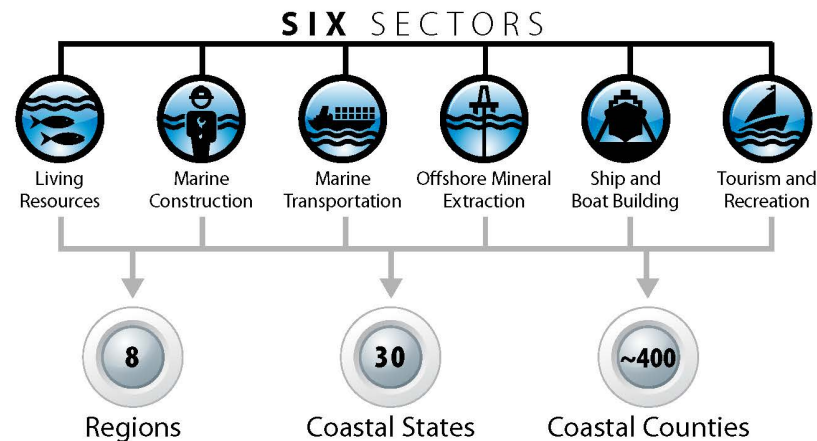 SIX SECTORS
Living
Resources
Marine
Construction
Marine
Transportation
Offshore Mineral
Extraction
Ship and
Boat Building
Tourism and
Recreation
8
30
~400
Regions
Coastal States
Coastal Counties